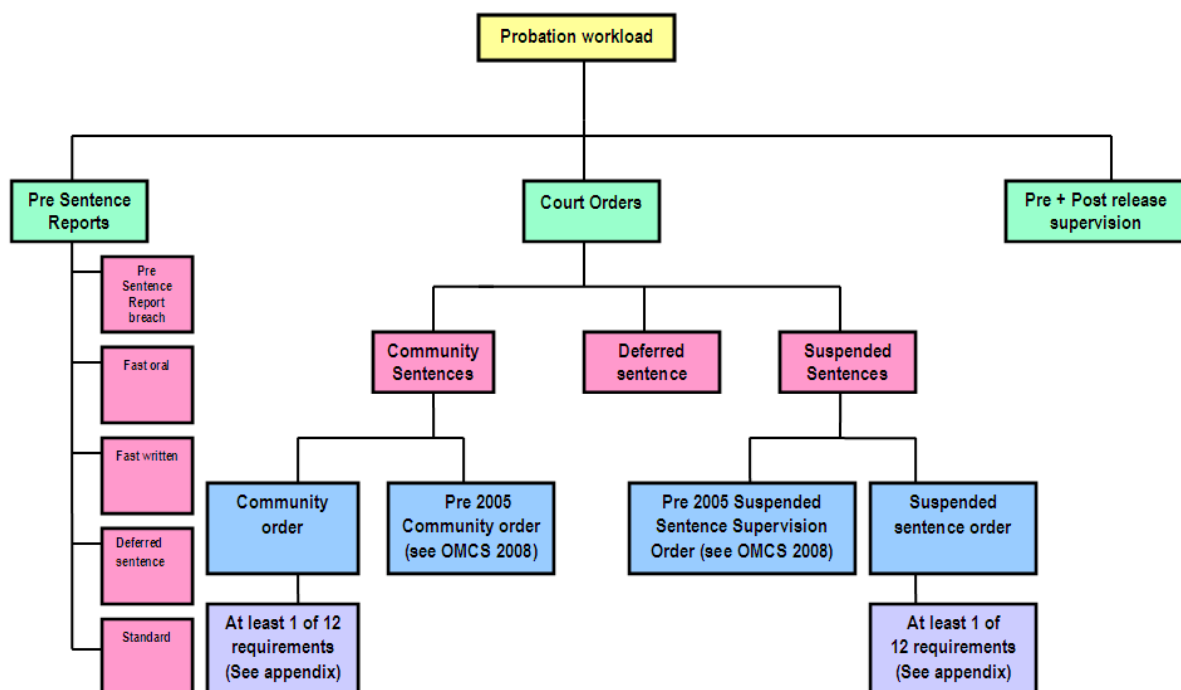 Probation workload
Pre Sentence
Reports
Court Orders
Pre + Post release
supervision
Pre
Sentence
Report
breach
Fast oral
Fast written
Deferred
sentence
Standard
Community
Sentences
Deferred
sentence
Suspended
Sentences
Community
order
Pre 2005
Community order
(see OMCS 2008)
Pre 2005 Suspended
Sentence Supervision
Order (see OMCS 2008)
Suspended
sentence order
At least 1 of 12
requirements
(See appendix)
At least 1 of
12 requirements
(See appendix)